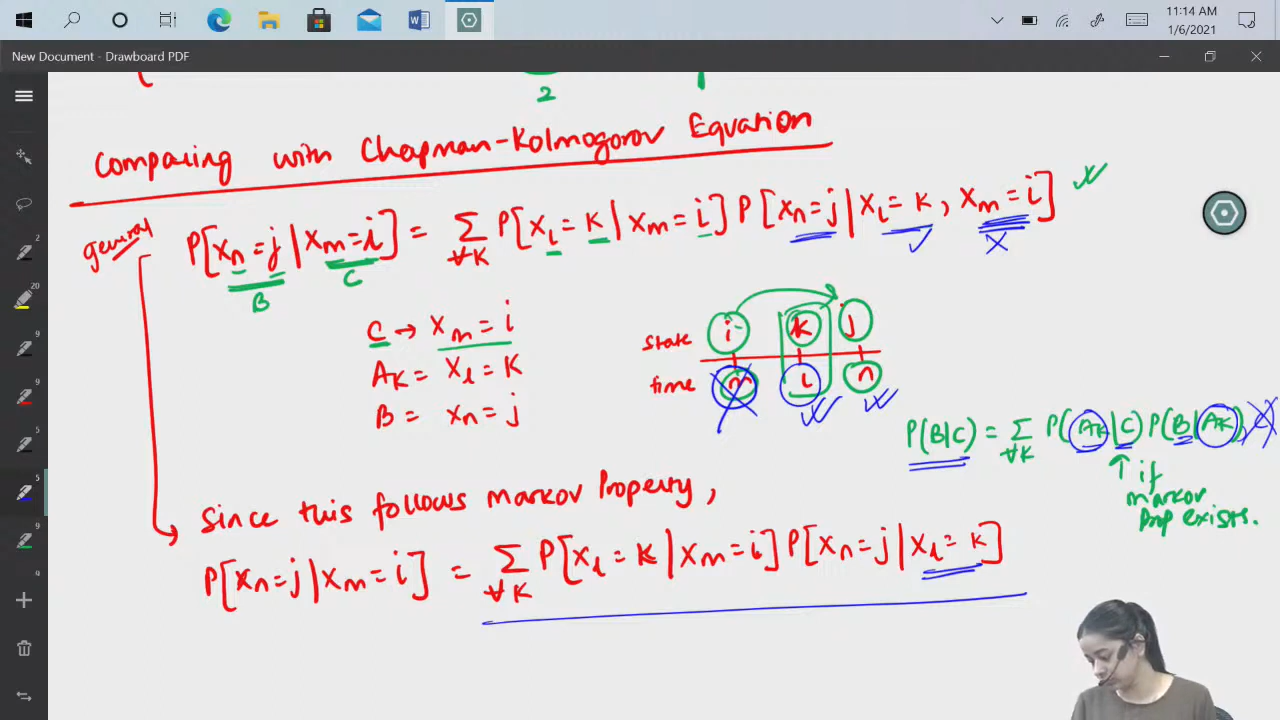 11:14 AM
1/6/2021
New Document - Drawboard PDF
2
Comparing with Chapman-Kolmogorov Equation
general
P[Xn=j | Xm=i] = Σ∀K P[Xl = K | Xm = i] P[Xn=j | Xl = K, Xm = i]
B C X
C → Xm = i
AK = Xl = K
B = Xn = j
state i k j
time m l n
P(B|C) = Σ∀K P(AK|C) P(B|AK, C)
↑ if
markov
Prop exists.
Since this follows Markov Property,
P[Xn=j | Xm=i] = Σ∀K P[Xl = K | Xm=i] P[Xn=j | Xl = K]